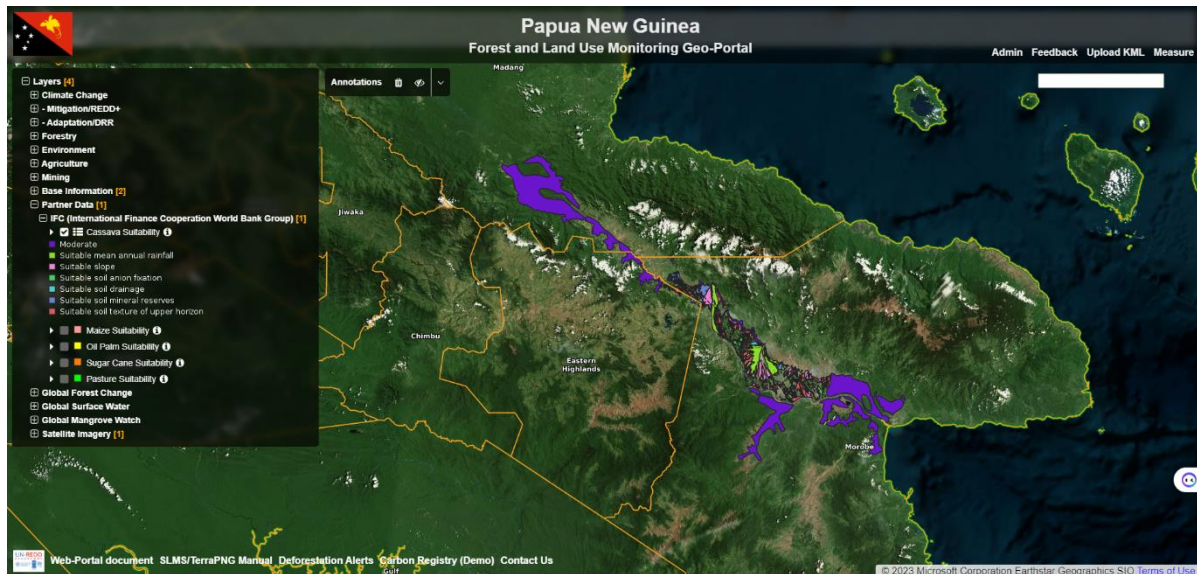 Papua New Guinea
Forest and Land Use Monitoring Geo-Portal
Admin Feedback Upload KML Measure
Layers [4]
Climate Change
- Mitigation/REDD+
- Adaptation/DRR
Forestry
Environment
Agriculture
Mining
Base Information [2]
Partner Data [1]
IFC (International Finance Cooperation World Bank Group) [1]
Cassava Suitability
Moderate
Suitable mean annual rainfall
Suitable slope
Suitable soil anion fixation
Suitable soil drainage
Suitable soil mineral reserves
Suitable soil texture of upper horizon
Maize Suitability
Oil Palm Suitability
Sugar Cane Suitability
Pasture Suitability
Global Forest Change
Global Surface Water
Global Mangrove Watch
Satellite Imagery [1]
Annotations
Madang
Jiwaka
Chimbu
Eastern
Highlands
Morobe
Gulf
UN-REDD
Web-Portal document SLMS/TerraPNG Manual Deforestation Alerts Carbon Registry (Demo) Contact Us
© 2023 Microsoft Corporation Earthstar Geographics SIO Terms of Use